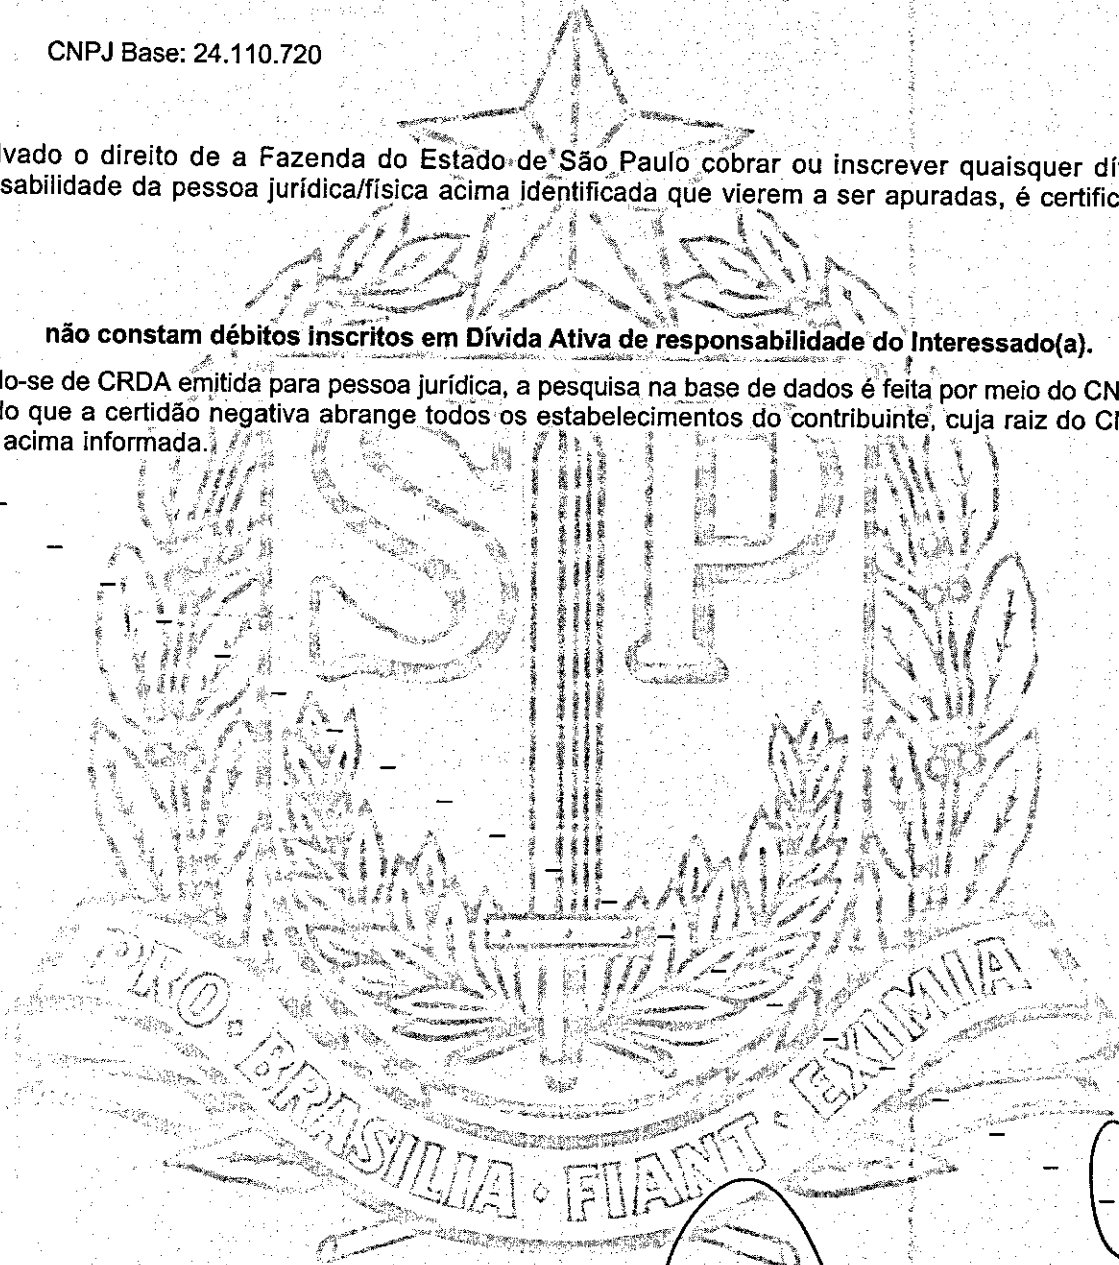 CNPJ Base: 24.110.720
lvado o direito de a Fazenda do Estado de São Paulo cobrar ou inscrever quaisquer dí
sabilidade da pessoa jurídica/física acima identificada que vierem a ser apuradas, é certific
não constam débitos inscritos em Dívida Ativa de responsabilidade do Interessado(a).
do-se de CRDA emitida para pessoa jurídica, a pesquisa na base de dados é feita por meio do CN
do que a certidão negativa abrange todos os estabelecimentos do contribuinte, cuja raiz do C
acima informada.
SP
PRO · BRASILIA · FIANT · EXIMIA